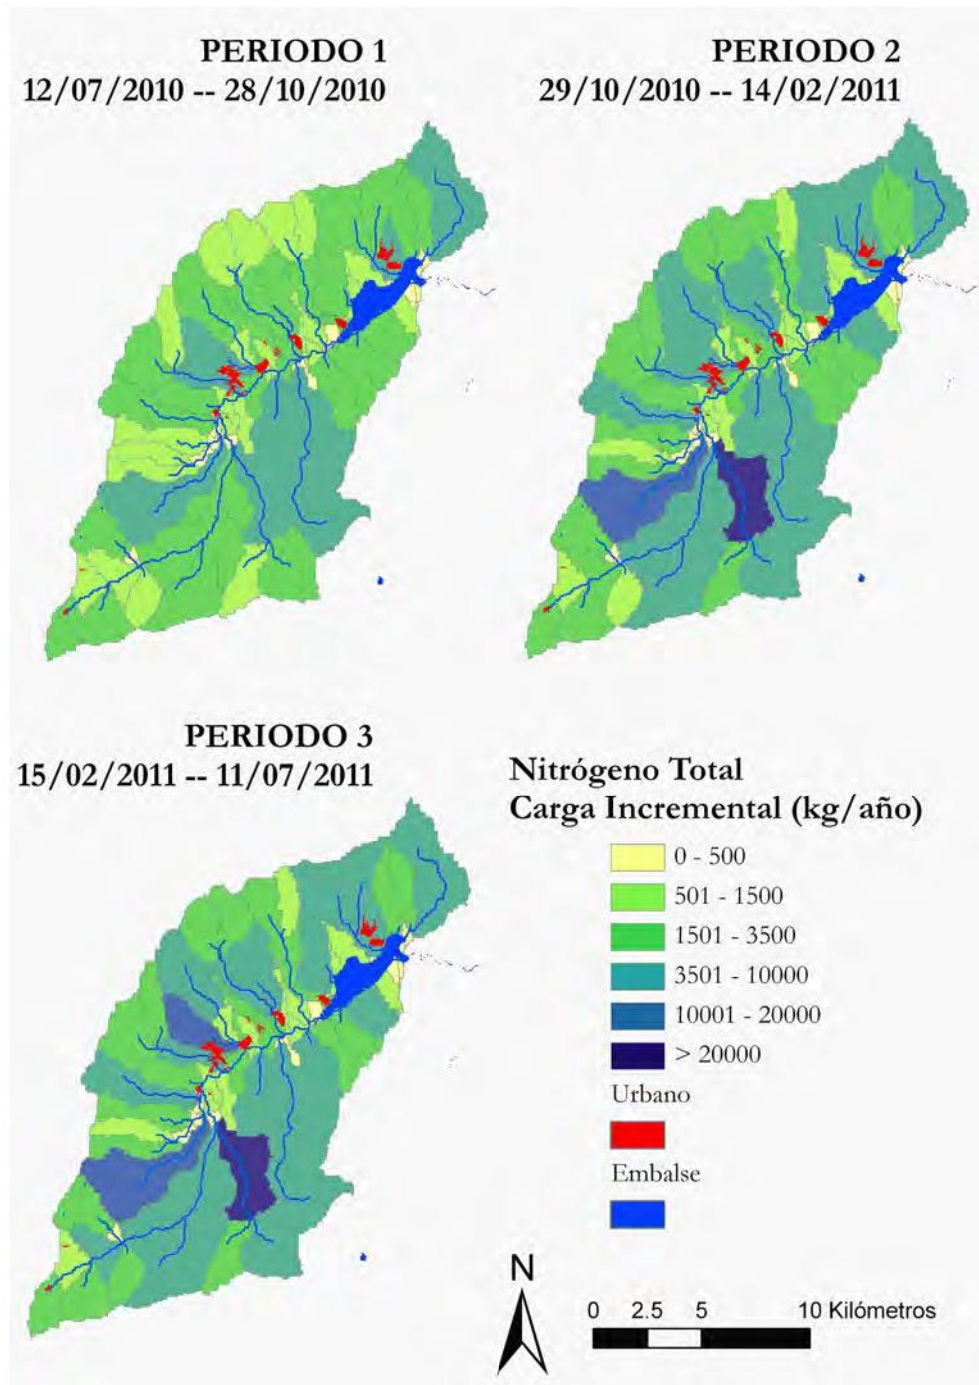 PERIODO 1
12/07/2010 -- 28/10/2010
PERIODO 2
29/10/2010 -- 14/02/2011
PERIODO 3
15/02/2011 -- 11/07/2011
Nitrógeno Total
Carga Incremental (kg/año)
0 - 500
501 - 1500
1501 - 3500
3501 - 10000
10001 - 20000
> 20000
Urbano
Embalse
N
0 2.5 5 10 Kilómetros